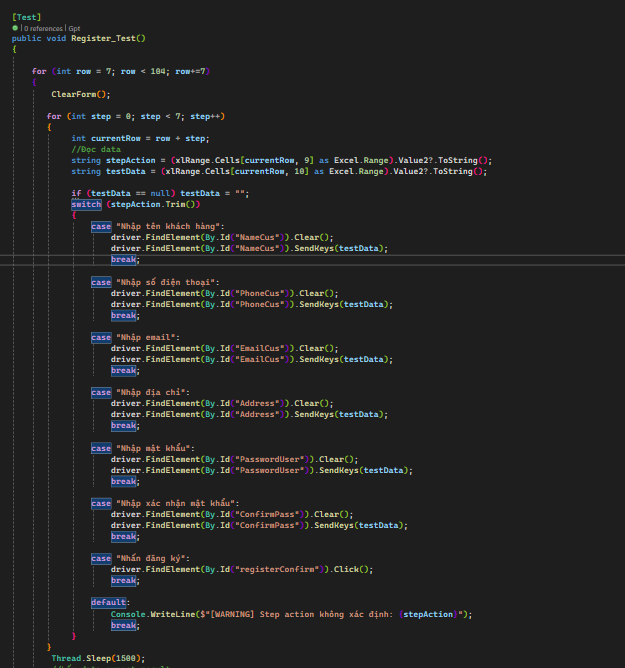 [Test]
0 references | Gpt
public void Register_Test()
{
for (int row = 7; row < 104; row+=7)
{
ClearForm();
for (int step = 0; step < 7; step++)
{
int currentRow = row + step;
//Đọc data
string stepAction = (xlRange.Cells[currentRow, 9] as Excel.Range).Value2?.ToString();
string testData = (xlRange.Cells[currentRow, 10] as Excel.Range).Value2?.ToString();
if (testData == null) testData = "";
switch (stepAction.Trim())
{
case "Nhập tên khách hàng":
driver.FindElement(By.Id("NameCus")).Clear();
driver.FindElement(By.Id("NameCus")).SendKeys(testData);
break;
case "Nhập số điện thoại":
driver.FindElement(By.Id("PhoneCus")).Clear();
driver.FindElement(By.Id("PhoneCus")).SendKeys(testData);
break;
case "Nhập email":
driver.FindElement(By.Id("EmailCus")).Clear();
driver.FindElement(By.Id("EmailCus")).SendKeys(testData);
break;
case "Nhập địa chỉ":
driver.FindElement(By.Id("Address")).Clear();
driver.FindElement(By.Id("Address")).SendKeys(testData);
break;
case "Nhập mật khẩu":
driver.FindElement(By.Id("PasswordUser")).Clear();
driver.FindElement(By.Id("PasswordUser")).SendKeys(testData);
break;
case "Nhập xác nhận mật khẩu":
driver.FindElement(By.Id("ConfirmPass")).Clear();
driver.FindElement(By.Id("ConfirmPass")).SendKeys(testData);
break;
case "Nhấn đăng ký":
driver.FindElement(By.Id("registerConfirm")).Click();
break;
default:
Console.WriteLine($"[WARNING] Step action không xác định: {stepAction}");
break;
}
}
Thread.Sleep(1500);